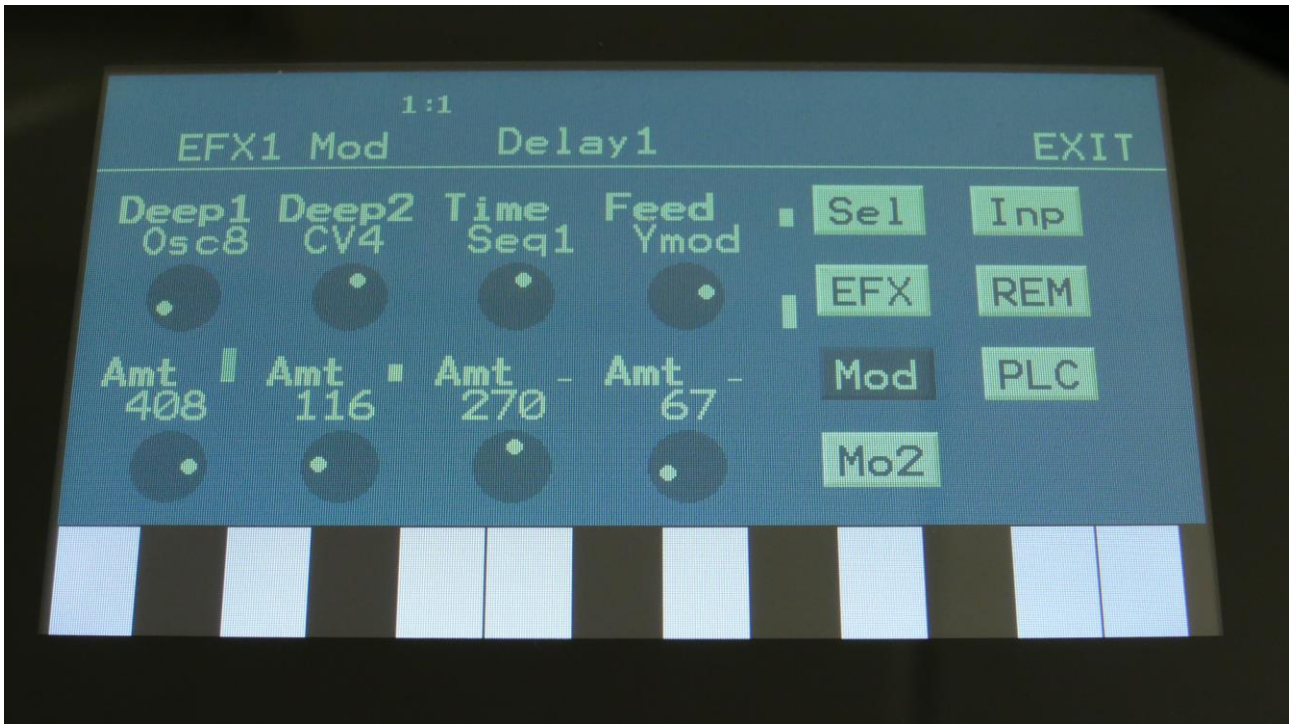 1:1
EFX1 Mod Delay1 EXIT
Deep1 Deep2 Time Feed Sel Inp
Osc8 CV4 Seq1 Ymod
EFX REM
Amt Amt Amt Amt Mod PLC
408 116 270 67
Mo2